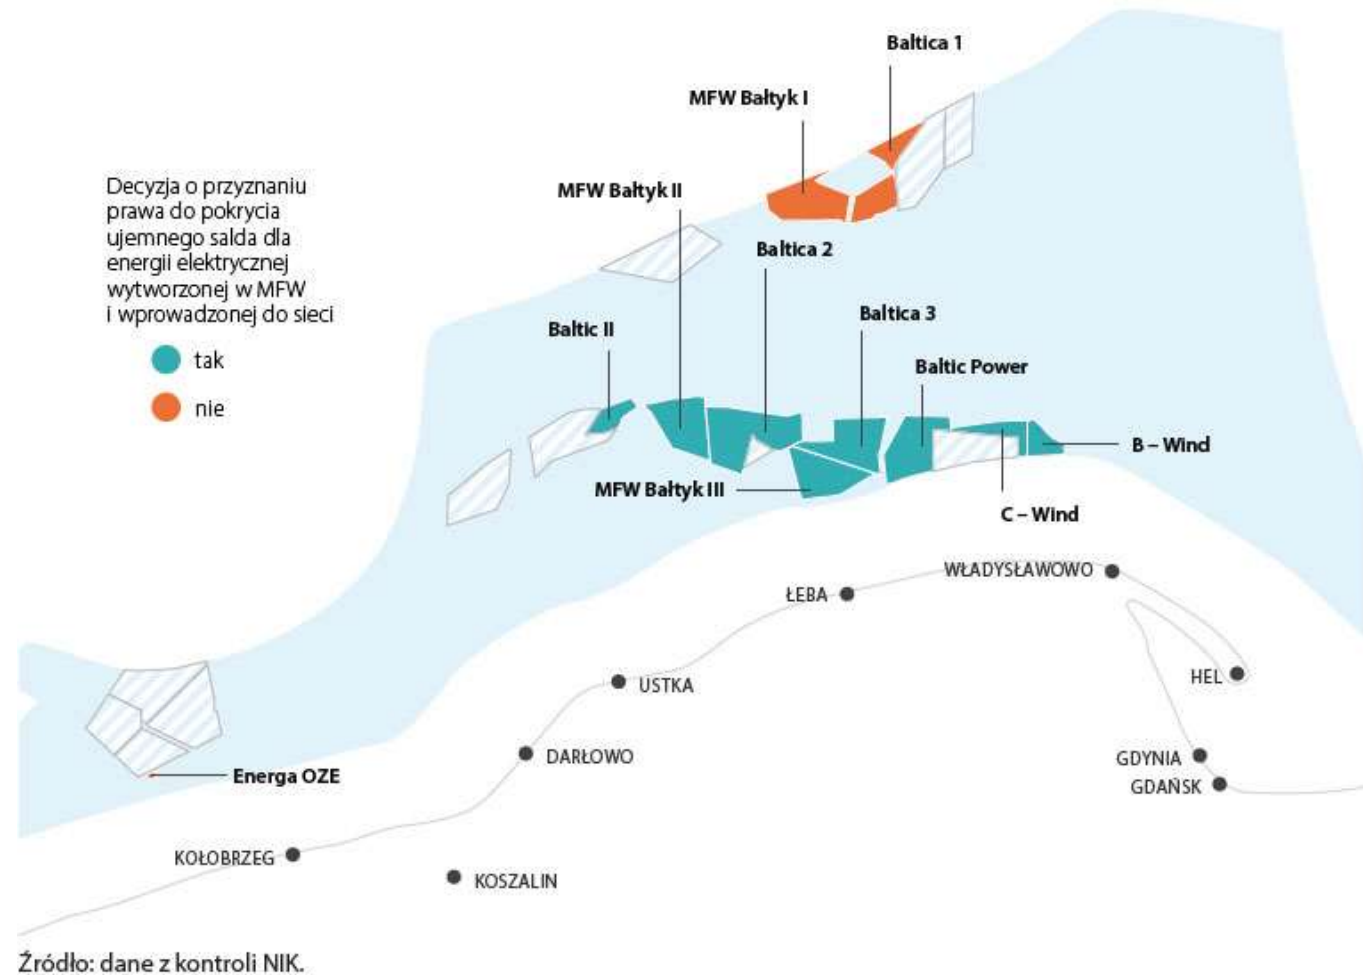 Baltica 1
MFW Bałtyk I
Decyzja o przyznaniu
prawa do pokrycia
ujemnego salda dla
energii elektrycznej
wytworzonej w MFW
i wprowadzonej do sieci
tak
nie
MFW Bałtyk II
Baltica 2
Baltic II
Baltica 3
Baltic Power
B – Wind
MFW Bałtyk III
C – Wind
WŁADYSŁAWOWO
ŁEBA
HEL
USTKA
DARŁOWO
GDYNIA
GDAŃSK
Energa OZE
KOŁOBRZEG
KOSZALIN
Źródło: dane z kontroli NIK.